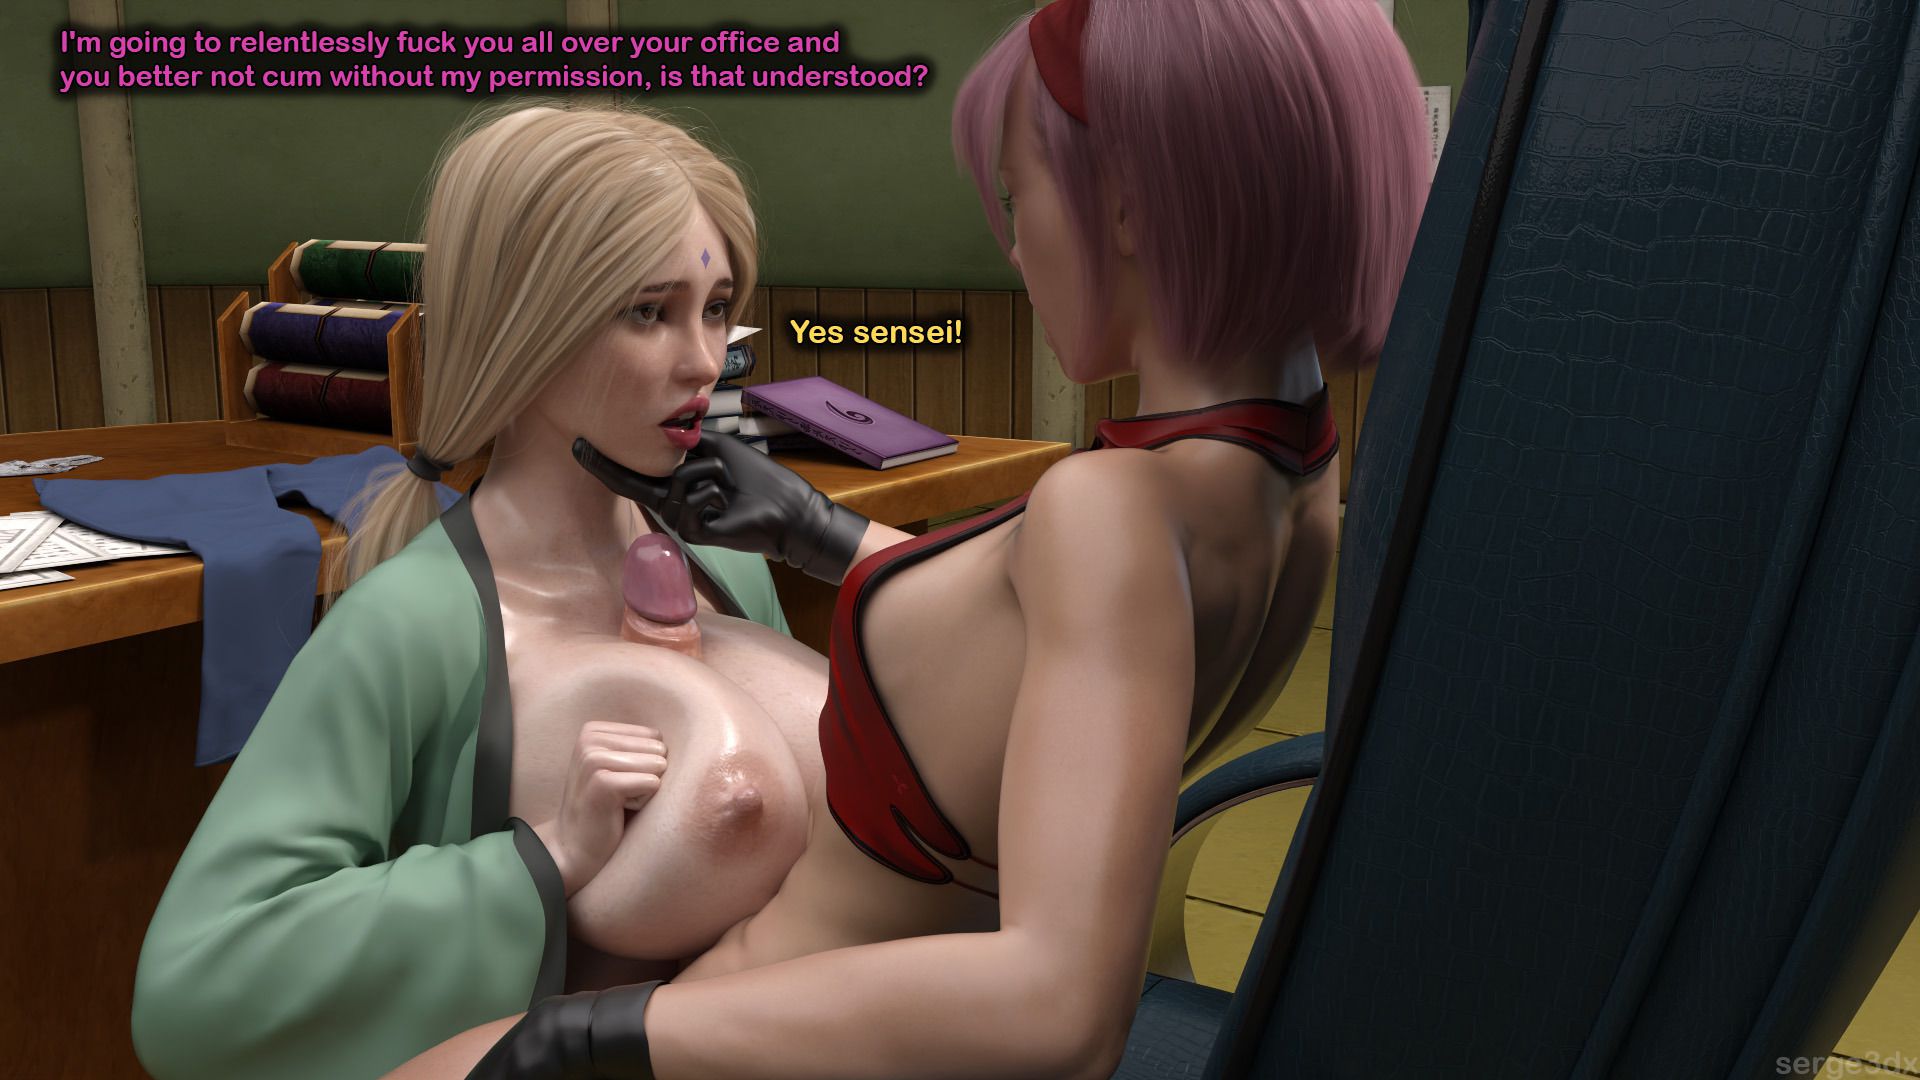 I'm going to relentlessly fuck you all over your office and
you better not cum without my permission, is that understood?
Yes sensei!
serge3dx